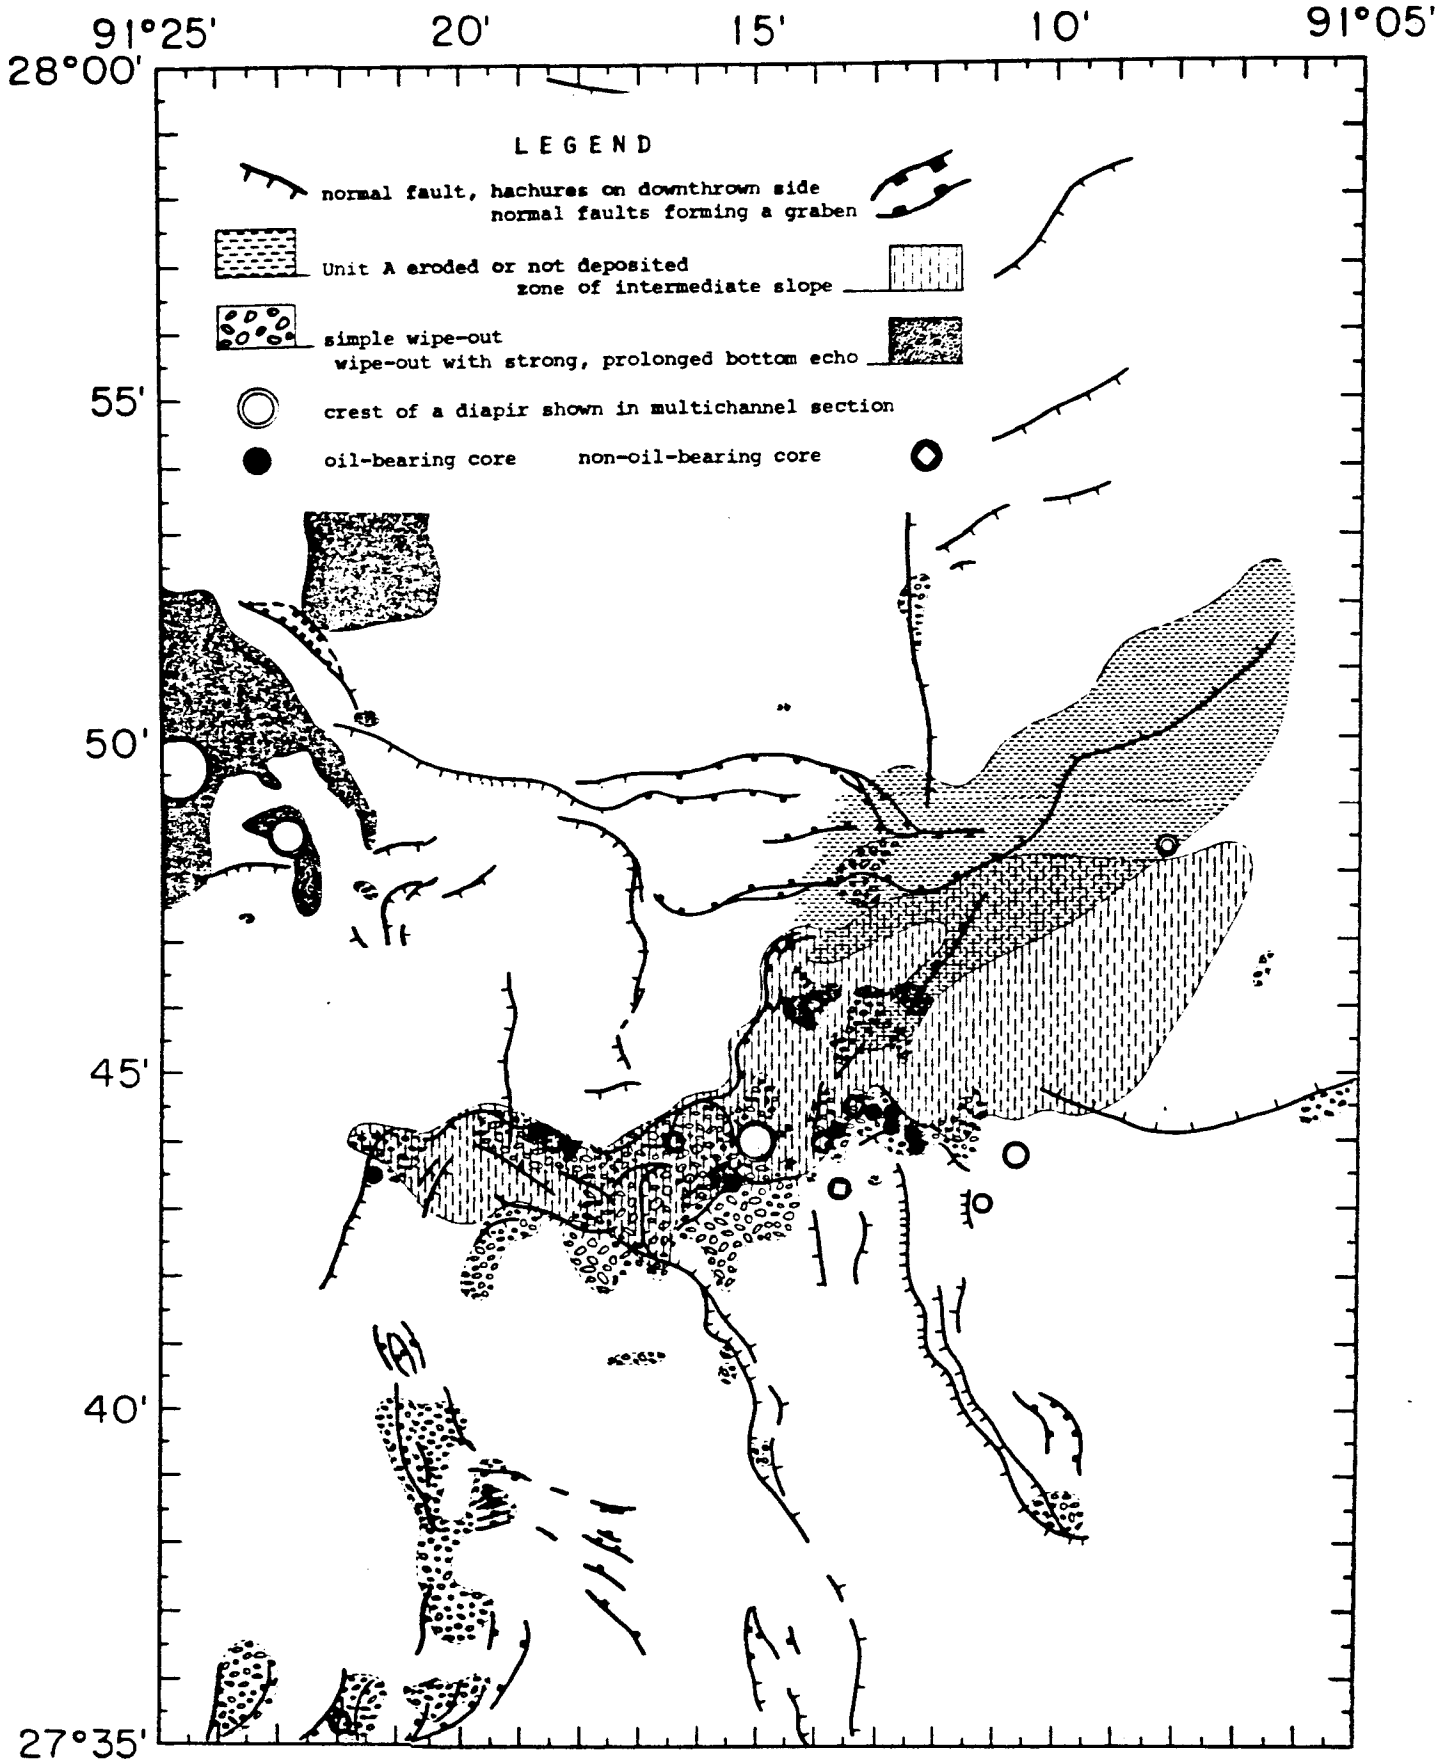 91°25' 20' 15' 10' 91°05'
28°00'
LEGEND
normal fault, hachures on downthrown side
normal faults forming a graben
Unit A eroded or not deposited
zone of intermediate slope
simple wipe-out
wipe-out with strong, prolonged bottom echo
55'
crest of a diapir shown in multichannel section
oil-bearing core non-oil-bearing core
50'
45'
40'
27°35'